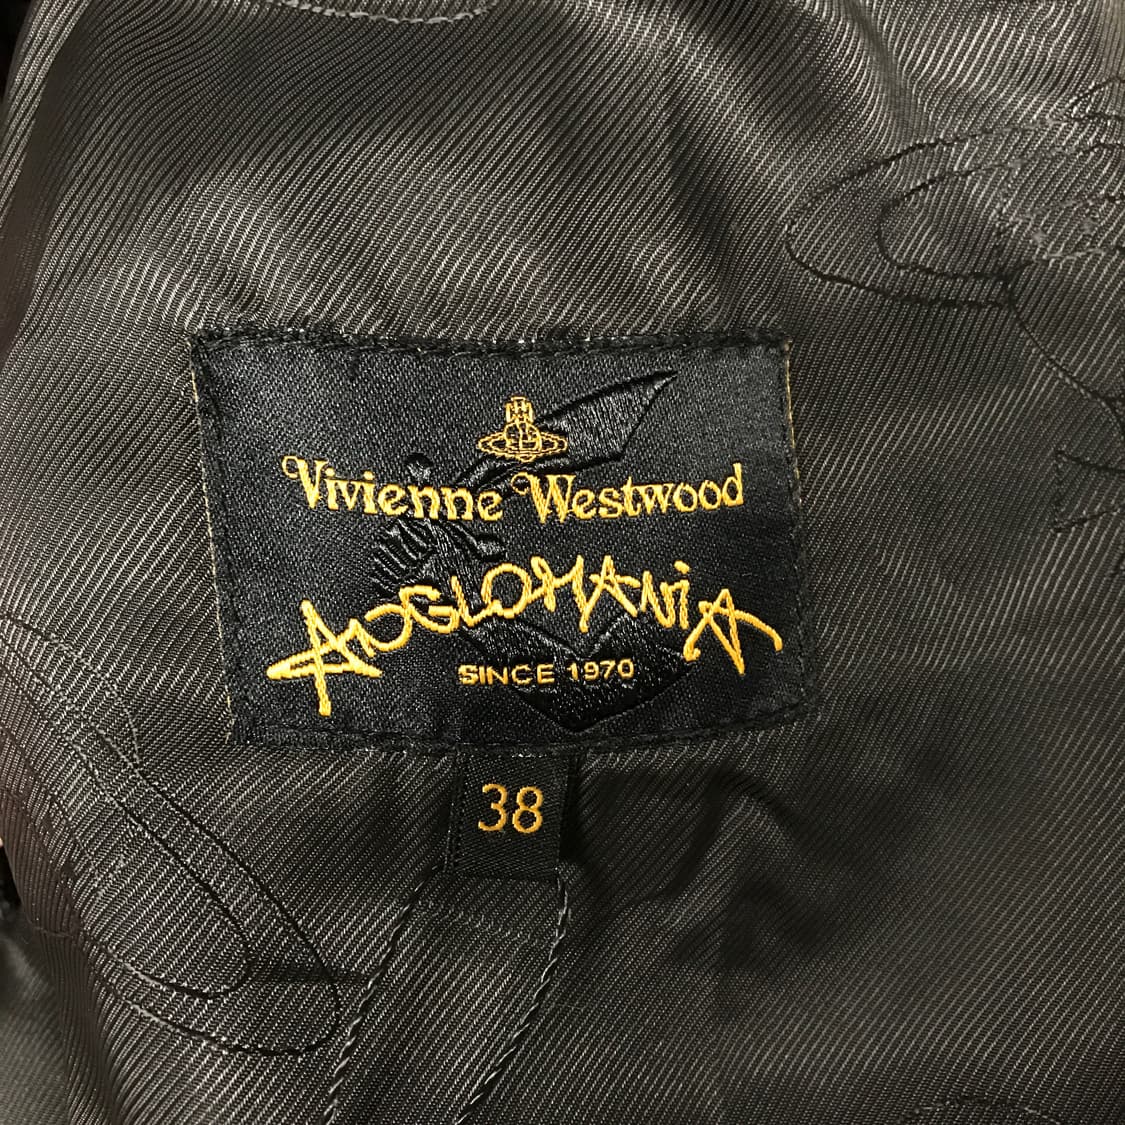 Vivienne Westwood
ANGLOMANiA
SINCE 1970
38